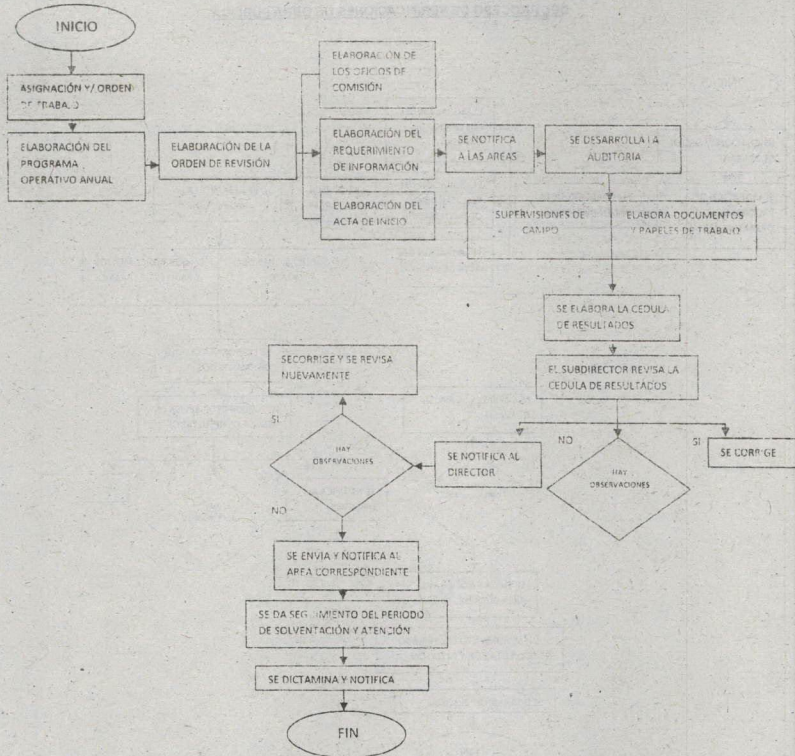 INICIO
ASIGNACIÓN Y/ ORDEN
DE TRABAJO
ELABORACIÓN DEL
PROGRAMA
OPERATIVO ANUAL
ELABORACIÓN DE LA
ORDEN DE REVISIÓN
ELABORACIÓN DE
LOS OFICIOS DE
COMISIÓN
ELABORACIÓN DEL
REQUERIMIENTO
DE INFORMACIÓN
ELABORACIÓN DEL
ACTA DE INICIO
SE NOTIFICA
A LAS AREAS
SE DESARROLLA LA
AUDITORIA
SUPERVISIONES DE
CAMPO
ELABORA DOCUMENTOS
Y PAPELES DE TRABAJO
SE ELABORA LA CEDULA
DE RESULTADOS
EL SUBDIRECTOR REVISA LA
CEDULA DE RESULTADOS
SI
SE CORRIGE
HAY
OBSERVACIONES
NO
SE NOTIFICA AL
DIRECTOR
HAY
OBSERVACIONES
SI
SECORRIGE Y SE REVISA
NUEVAMENTE
NO
SE ENVIA Y NOTIFICA AL
AREA CORRESPONDIENTE
SE DA SEGUIMIENTO DEL PERIODO
DE SOLVENTACIÓN Y ATENCIÓN
SE DICTAMINA Y NOTIFICA
FIN